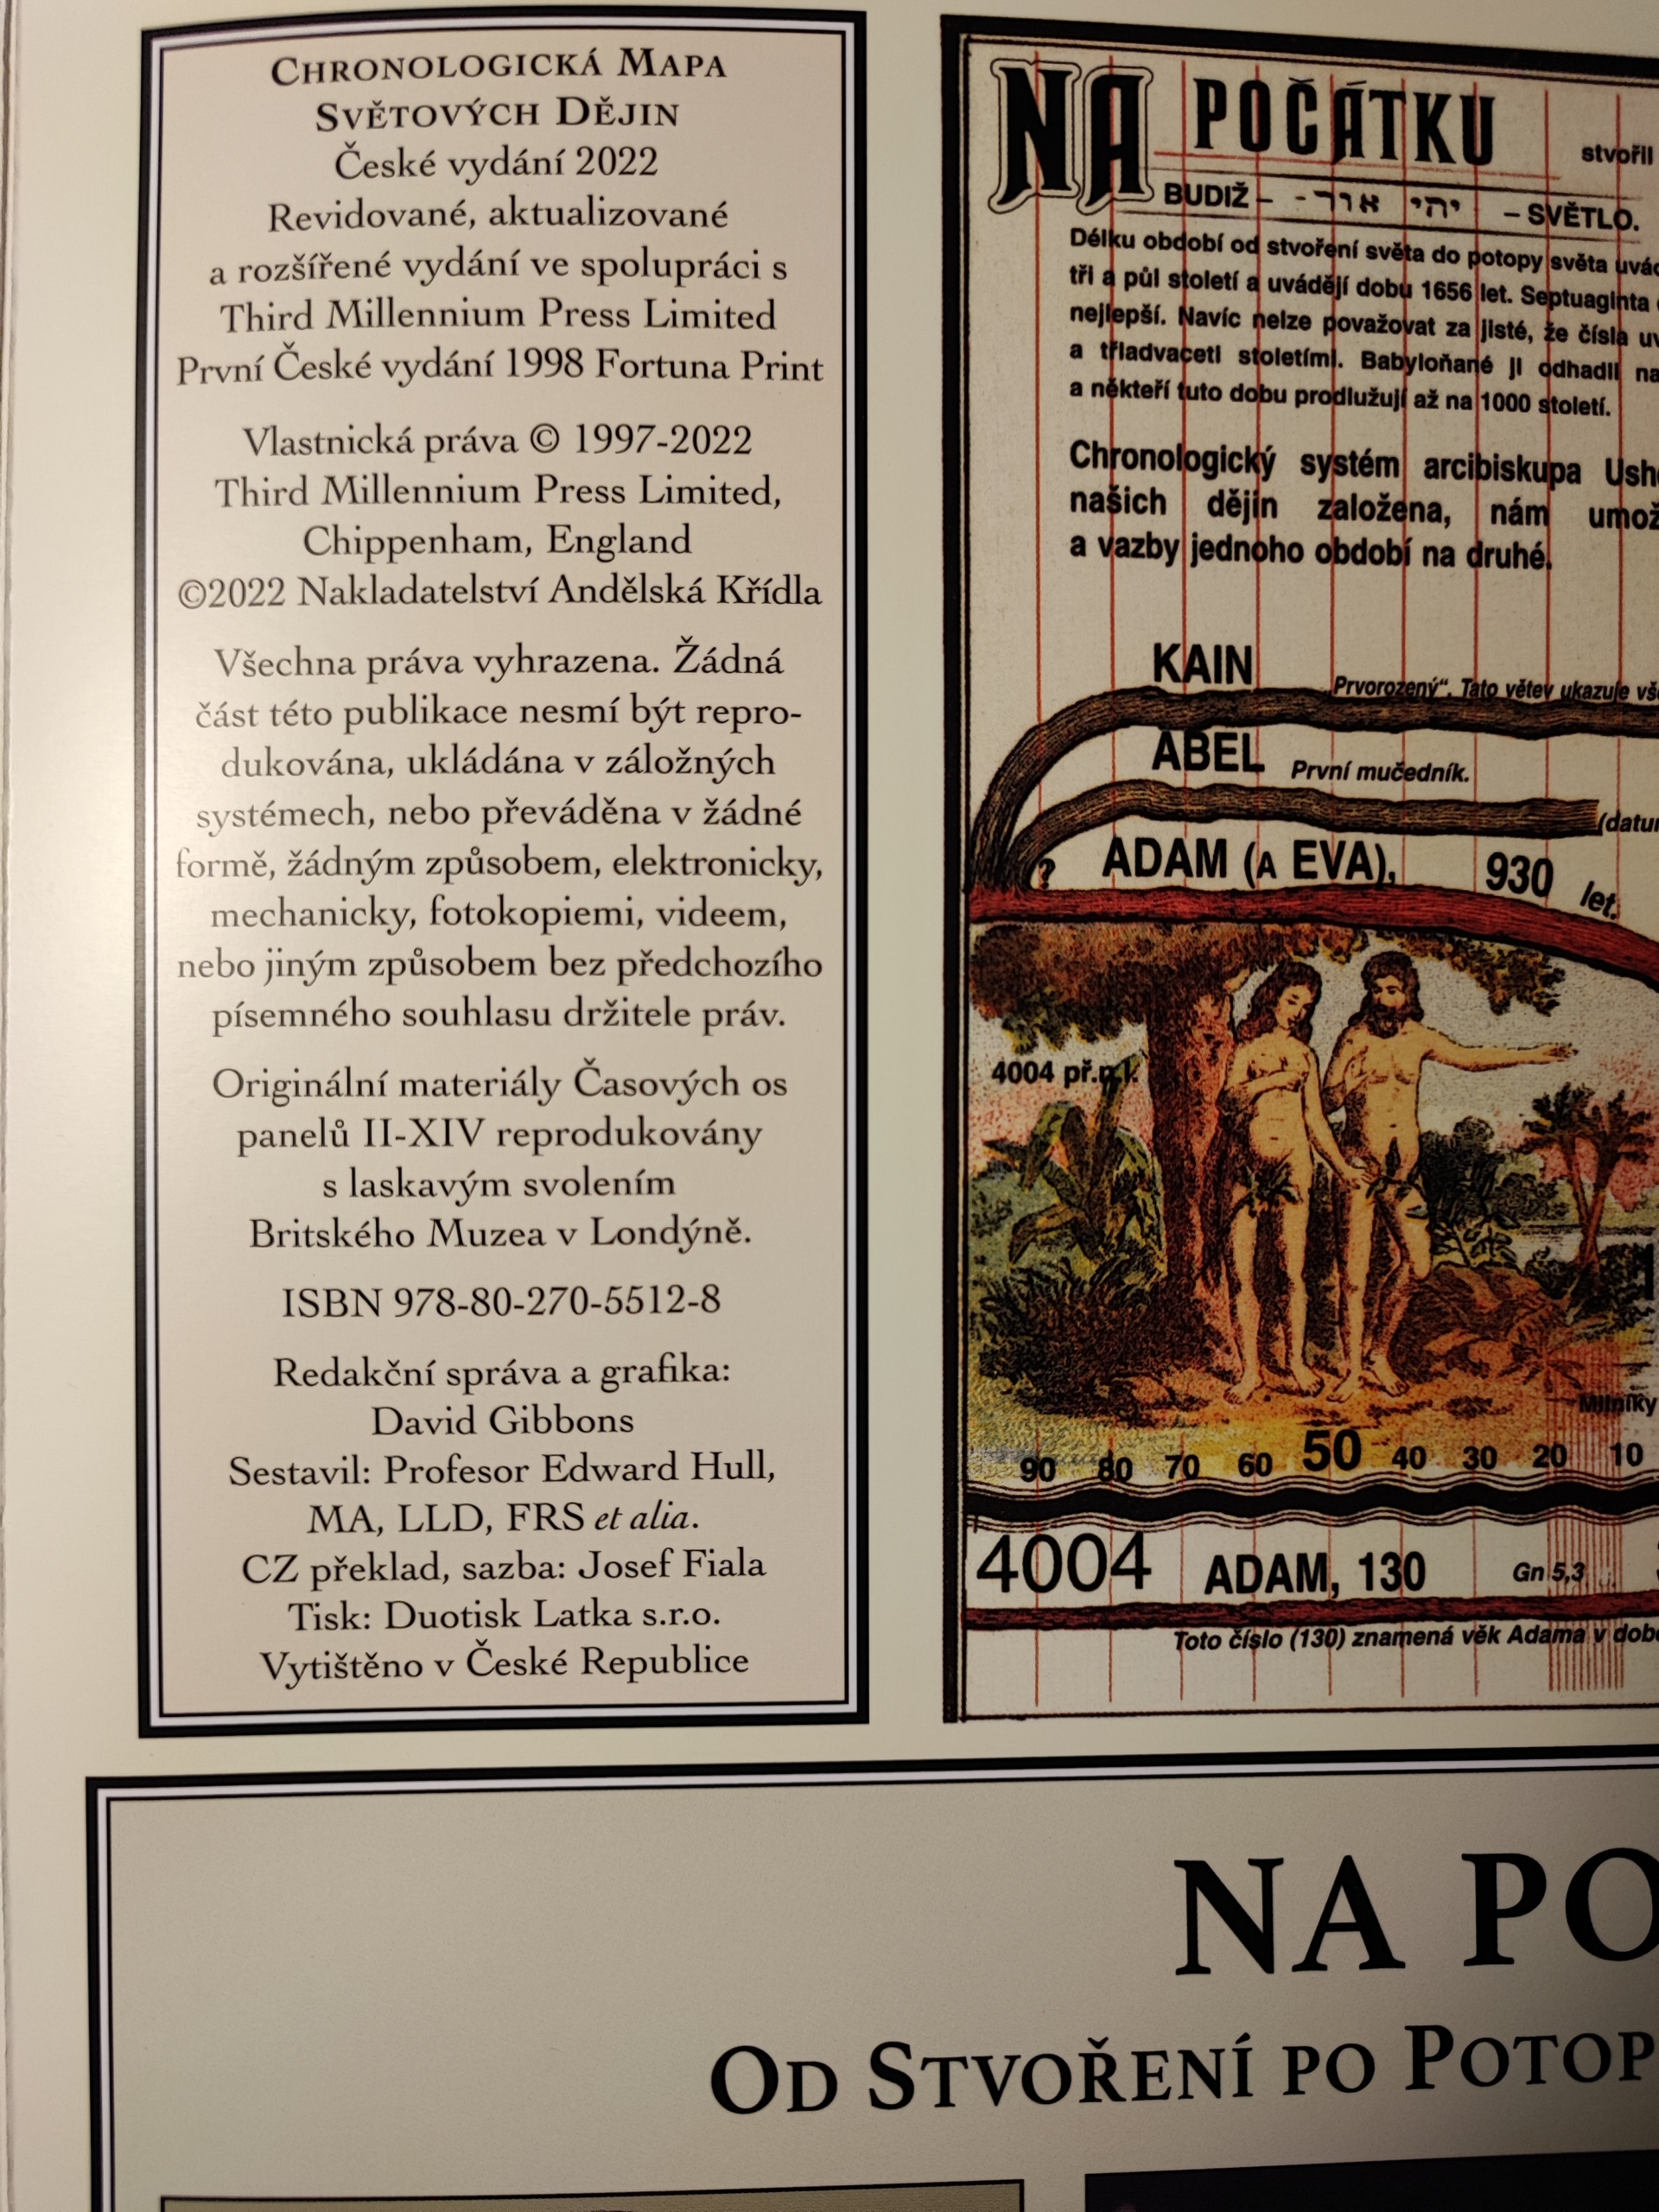 CHRONOLOGICKÁ MAPA
SVĚTOVÝCH DĚJIN
České vydání 2022
Revidované, aktualizované
a rozšířené vydání ve spolupráci s
Third Millennium Press Limited
První České vydání 1998 Fortuna Print
Vlastnická práva © 1997-2022
Third Millennium Press Limited,
Chippenham, England
©2022 Nakladatelství Andělská Křídla
Všechna práva vyhrazena. Žádná
část této publikace nesmí být repro-
dukována, ukládána v záložných
systémech, nebo převáděna v žádné
formě, žádným způsobem, elektronicky,
mechanicky, fotokopiemi, videem,
nebo jiným způsobem bez předchozího
písemného souhlasu držitele práv.
Originální materiály Časových os
panelů II-XIV reprodukovány
s laskavým svolením
Britského Muzea v Londýně.
ISBN 978-80-270-5512-8
Redakční správa a grafika:
David Gibbons
Sestavil: Profesor Edward Hull,
MA, LLD, FRS et alia.
CZ překlad, sazba: Josef Fiala
Tisk: Duotisk Latka s.r.o.
Vytištěno v České Republice
NA POČÁTKU stvořil
BUDIŽ – יהי אור - – SVĚTLO.
Délku období od stvoření světa do potopy světa
tři a půl století a uvádějí dobu 1656 let. Septuaginta
nejlepší. Navíc nelze považovat za jisté, že čísla
a třiadvaceti stoletími. Babyloňané ji odhadli na
a někteří tuto dobu prodlužují až na 1000 století.
Chronologický systém arcibiskupa
našich dějin založena, nám
a vazby jednoho období na druhé.
KAIN
Prvorozený“. Tato větev ukazuje
ABEL První mučedník.
? ADAM (A EVA), 930 let.
4004 př.n.l.
Milníky
90 80 70 60 50 40 30 20 10
4004 ADAM, 130 Gn 5,3
Toto číslo (130) znamená věk Adama v
NA
OD STVOŘENÍ PO